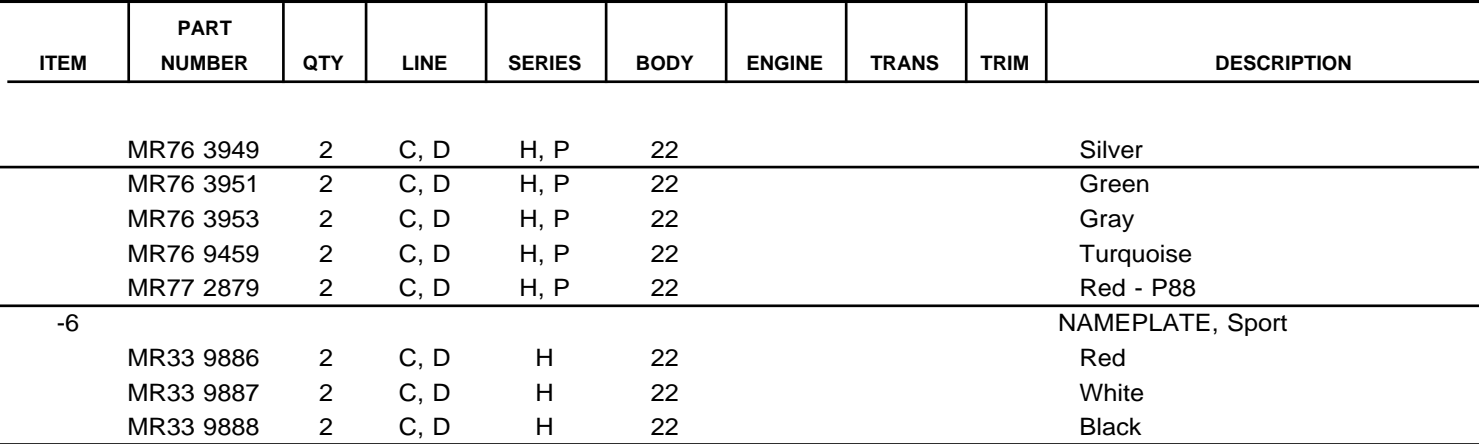 PART
ITEM NUMBER QTY LINE SERIES BODY ENGINE TRANS TRIM DESCRIPTION
MR76 3949 2 C, D H, P 22 Silver
MR76 3951 2 C, D H, P 22 Green
MR76 3953 2 C, D H, P 22 Gray
MR76 9459 2 C, D H, P 22 Turquoise
MR77 2879 2 C, D H, P 22 Red - P88
-6 NAMEPLATE, Sport
MR33 9886 2 C, D H 22 Red
MR33 9887 2 C, D H 22 White
MR33 9888 2 C, D H 22 Black